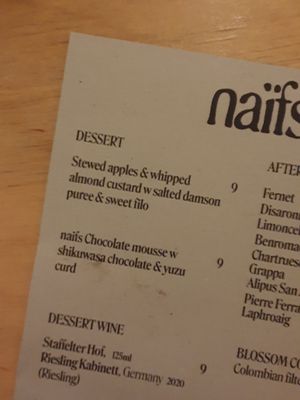 naïfs
DESSERT
Stewed apples & whipped
almond custard w salted damson
puree & sweet filo
9
naïfs Chocolate mousse w
shikuwasa chocolate & yuzu
curd
9
DESSERT WINE
Staffelter Hof, 125ml
Riesling Kabinett, Germany 2020
(Riesling)
9
AFTER
Fernet
Disaron
Limoncel
Benroma
Chartreus
Grappa
Alipus San
Pierre Ferra
Laphroaig
BLOSSOM CO
Colombian filte